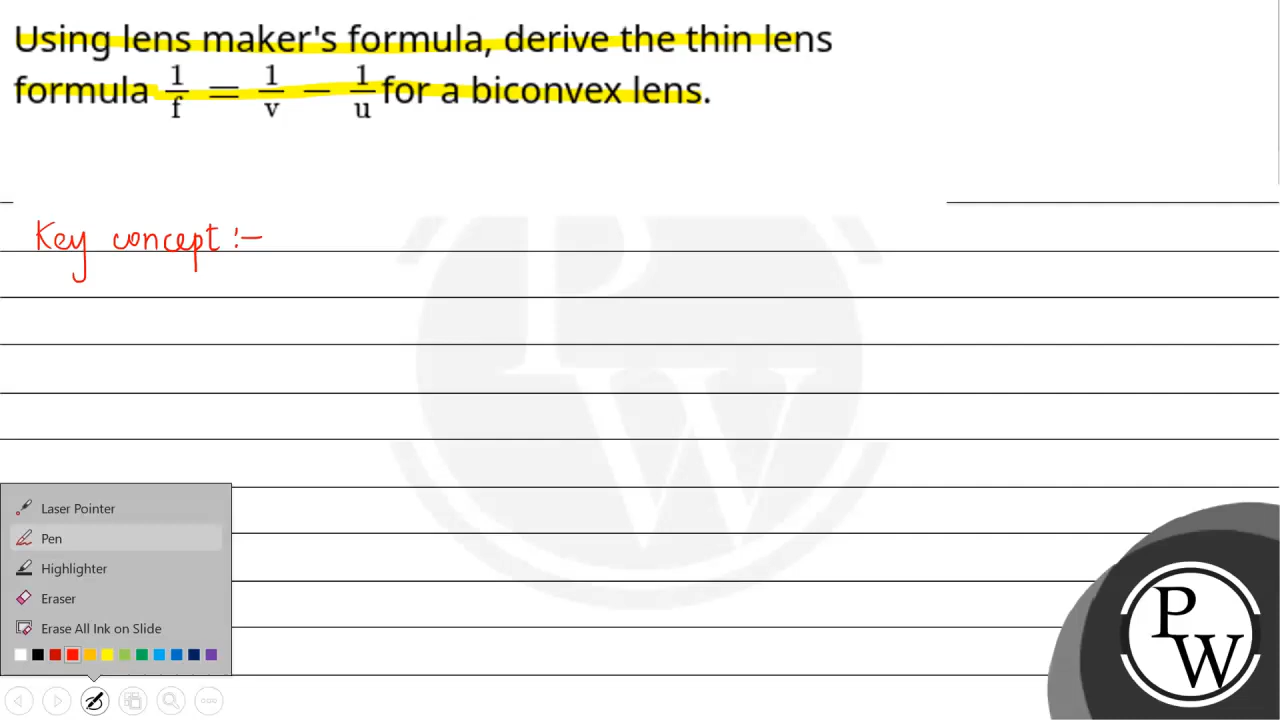 Using lens maker's formula, derive the thin lens
formula 1/f = 1/v − 1/u for a biconvex lens.
Key concept :-
PW
Laser Pointer
Pen
Highlighter
Eraser
Erase All Ink on Slide
PW